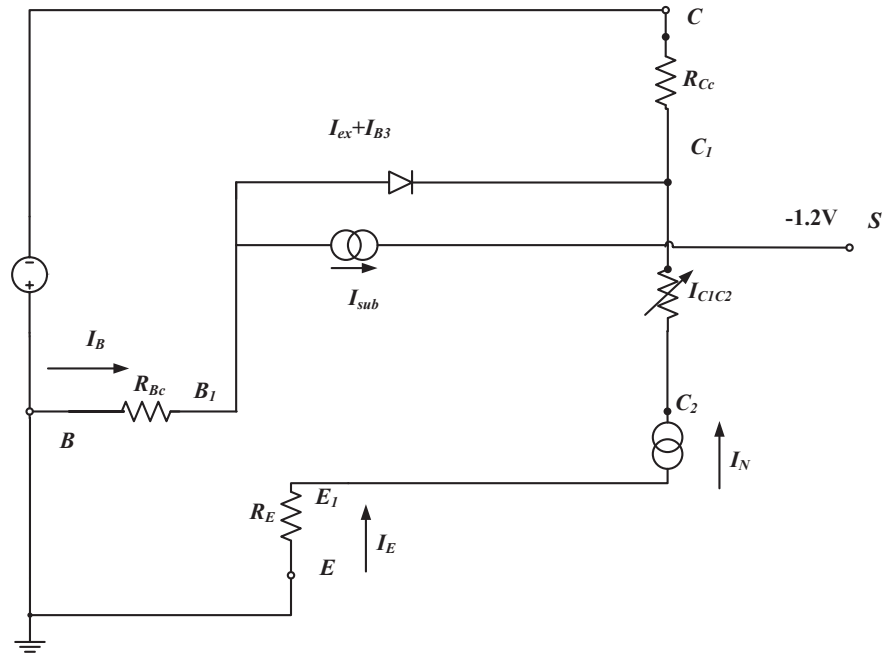 C
R_Cc
I_ex+I_B3
C_1
-1.2V S
I_sub
I_C1C2
I_B
R_Bc B_1
B
C_2
I_N
R_E E_1
I_E
E